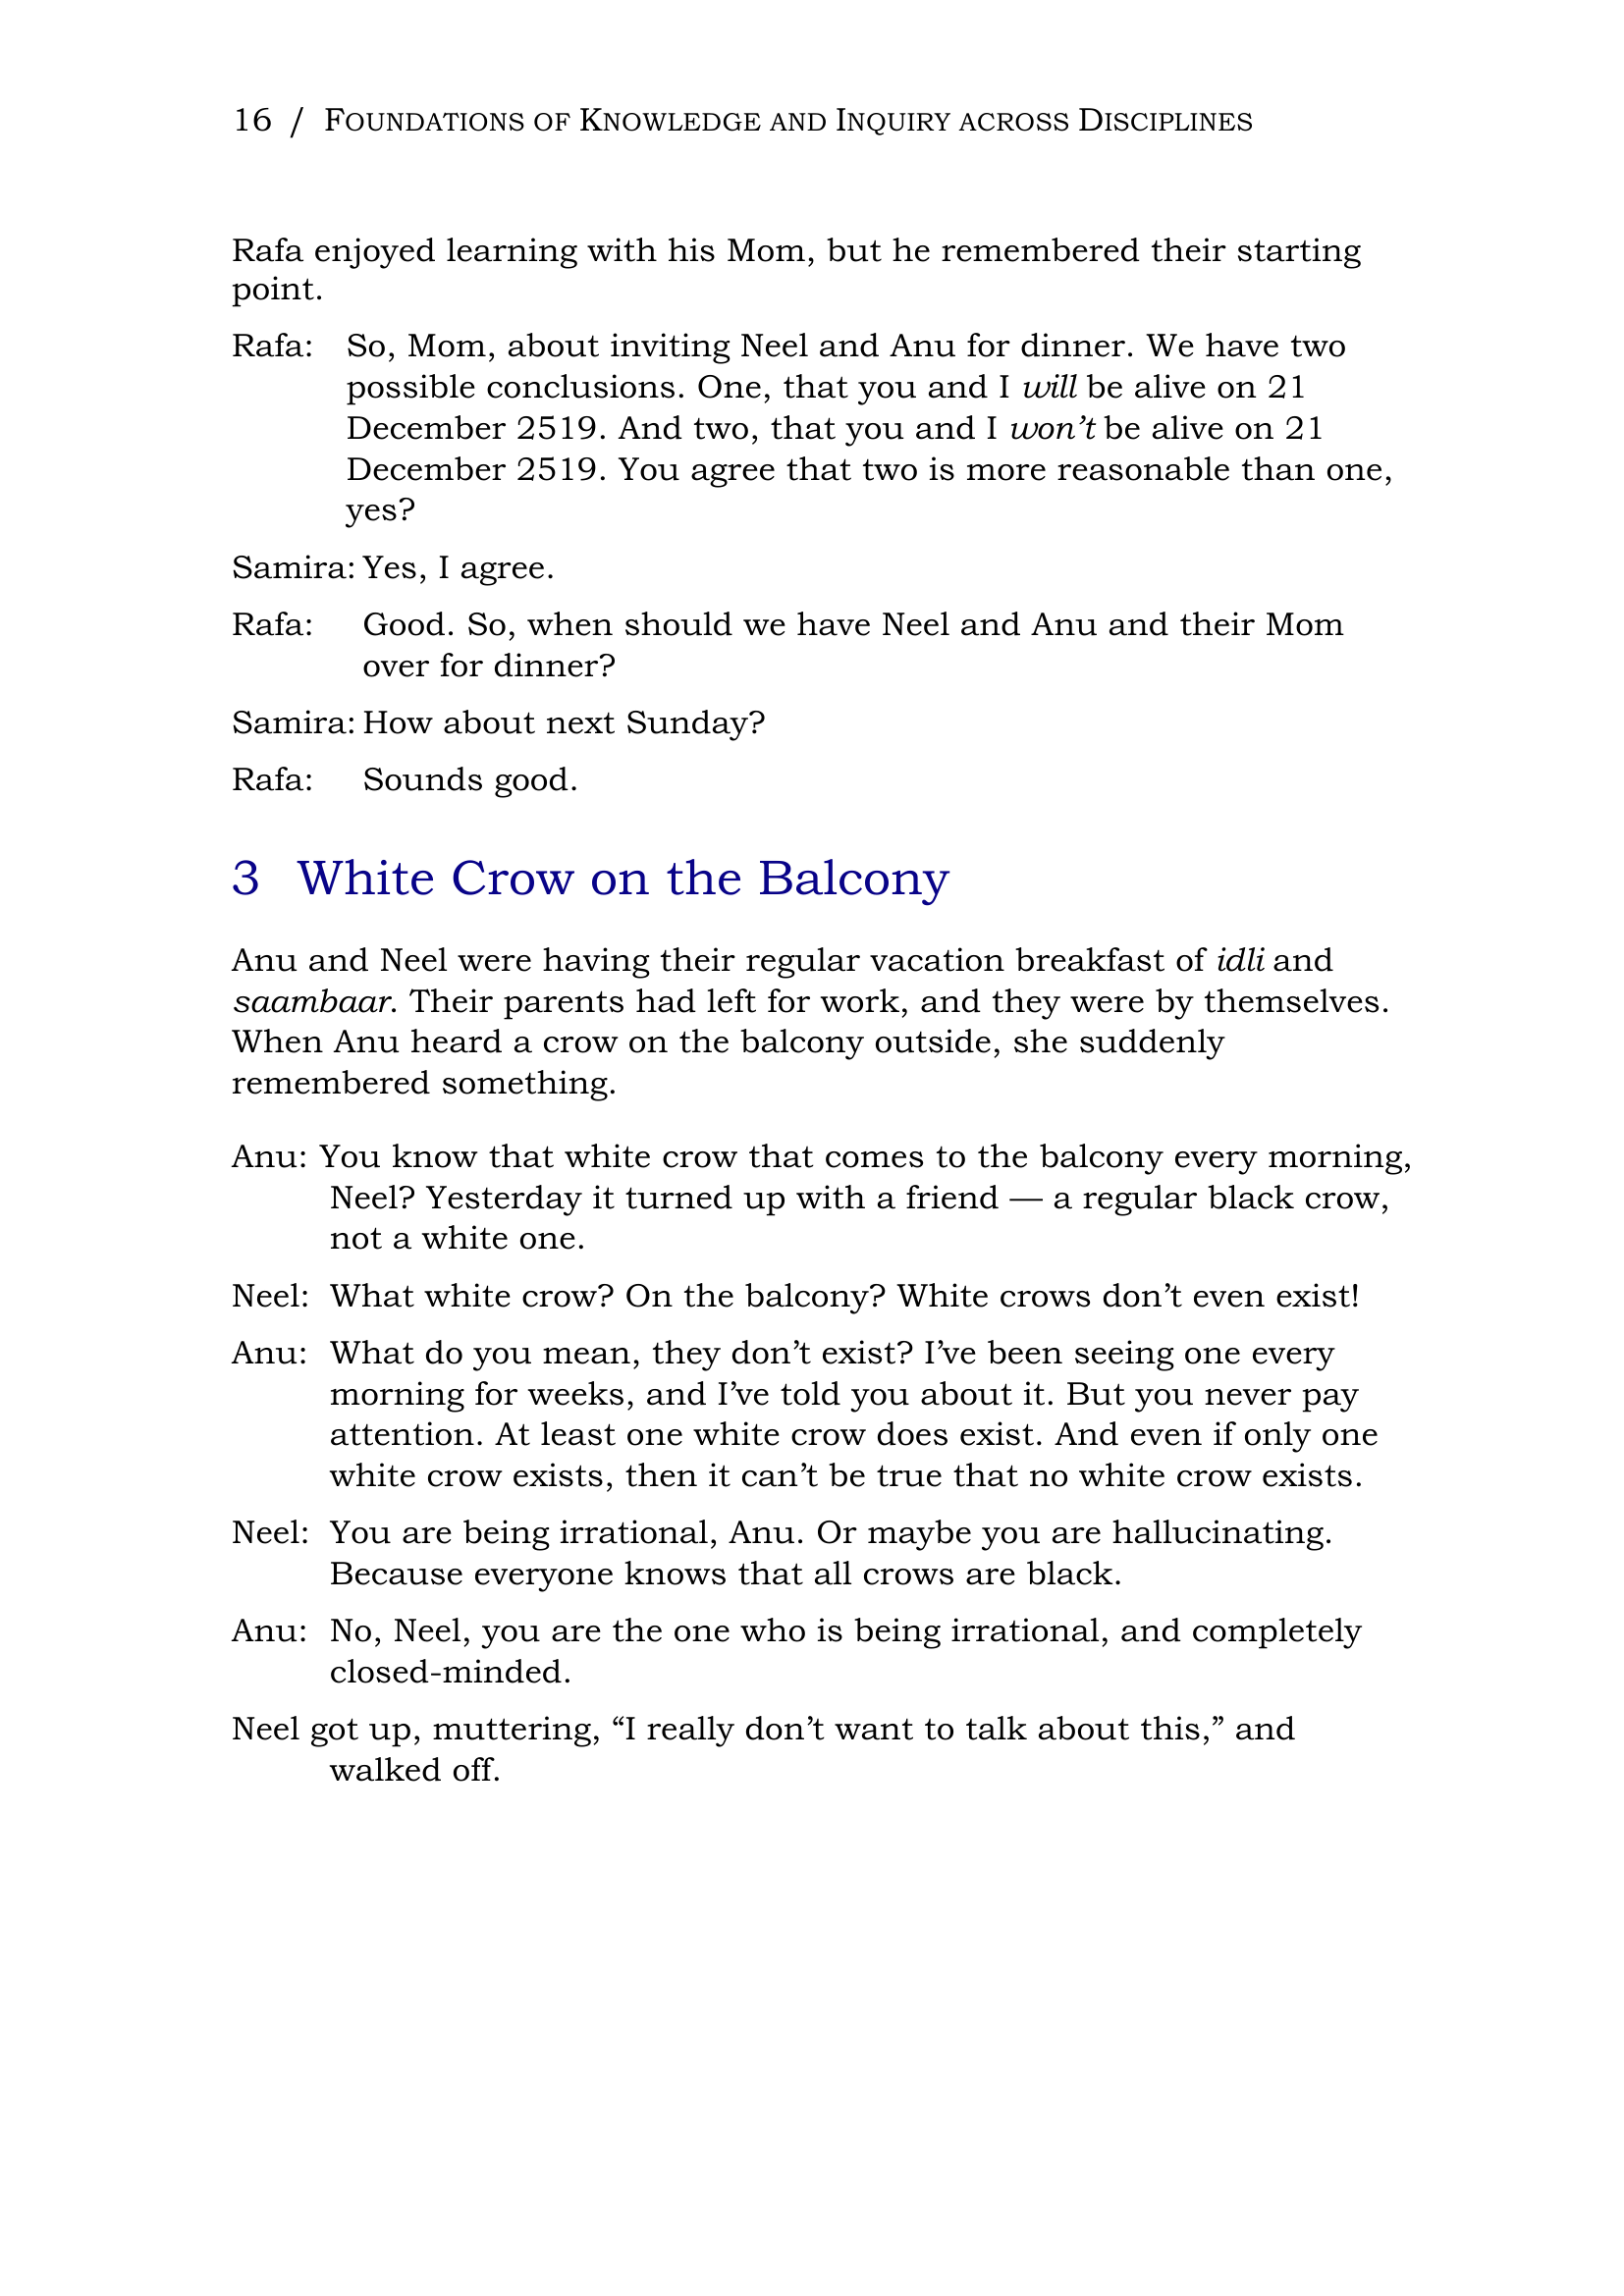 16 / FOUNDATIONS OF KNOWLEDGE AND INQUIRY ACROSS DISCIPLINES
Rafa enjoyed learning with his Mom, but he remembered their starting
point.
Rafa: So, Mom, about inviting Neel and Anu for dinner. We have two
possible conclusions. One, that you and I will be alive on 21
December 2519. And two, that you and I won’t be alive on 21
December 2519. You agree that two is more reasonable than one,
yes?
Samira: Yes, I agree.
Rafa: Good. So, when should we have Neel and Anu and their Mom
over for dinner?
Samira: How about next Sunday?
Rafa: Sounds good.
3 White Crow on the Balcony
Anu and Neel were having their regular vacation breakfast of idli and
saambaar. Their parents had left for work, and they were by themselves.
When Anu heard a crow on the balcony outside, she suddenly
remembered something.
Anu: You know that white crow that comes to the balcony every morning,
Neel? Yesterday it turned up with a friend — a regular black crow,
not a white one.
Neel: What white crow? On the balcony? White crows don’t even exist!
Anu: What do you mean, they don’t exist? I’ve been seeing one every
morning for weeks, and I’ve told you about it. But you never pay
attention. At least one white crow does exist. And even if only one
white crow exists, then it can’t be true that no white crow exists.
Neel: You are being irrational, Anu. Or maybe you are hallucinating.
Because everyone knows that all crows are black.
Anu: No, Neel, you are the one who is being irrational, and completely
closed-minded.
Neel got up, muttering, “I really don’t want to talk about this,” and
walked off.